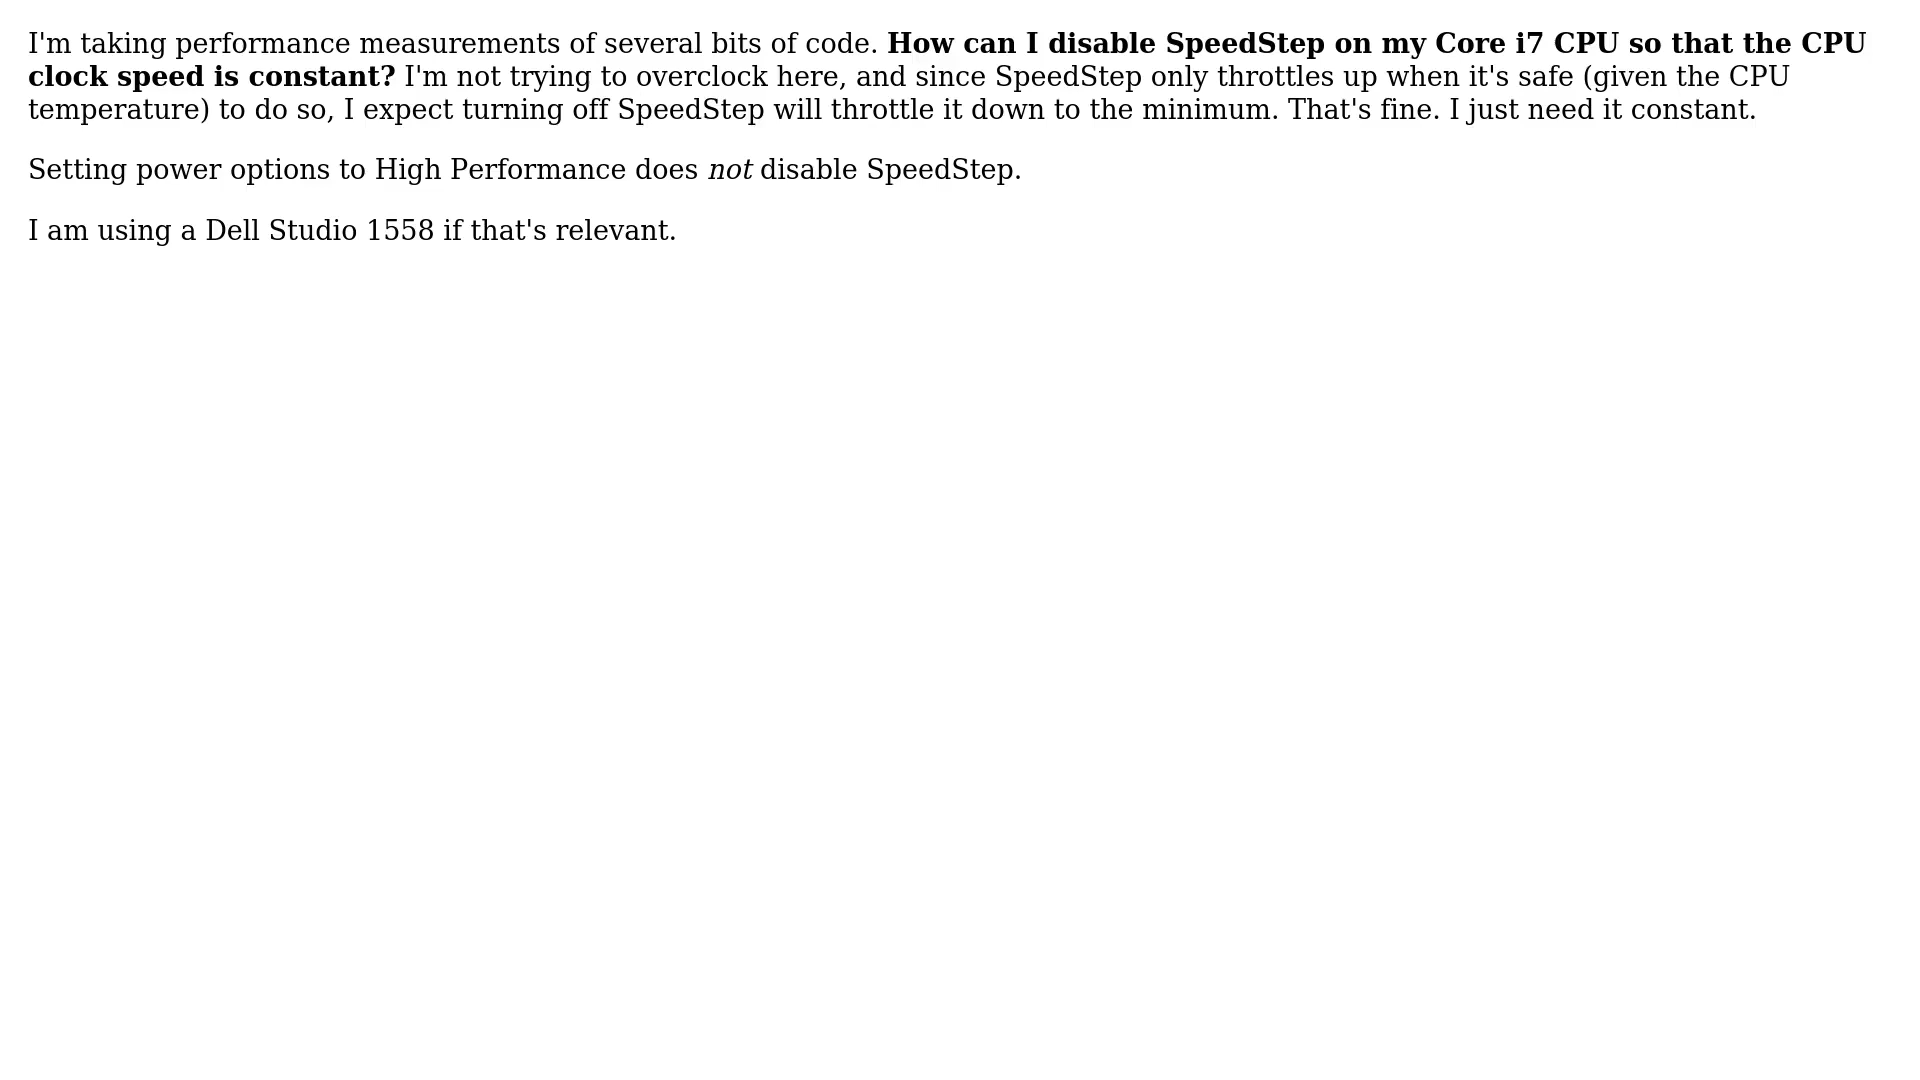 I'm taking performance measurements of several bits of code. How can I disable SpeedStep on my Core i7 CPU so that the CPU
clock speed is constant? I'm not trying to overclock here, and since SpeedStep only throttles up when it's safe (given the CPU
temperature) to do so, I expect turning off SpeedStep will throttle it down to the minimum. That's fine. I just need it constant.
Setting power options to High Performance does not disable SpeedStep.
I am using a Dell Studio 1558 if that's relevant.